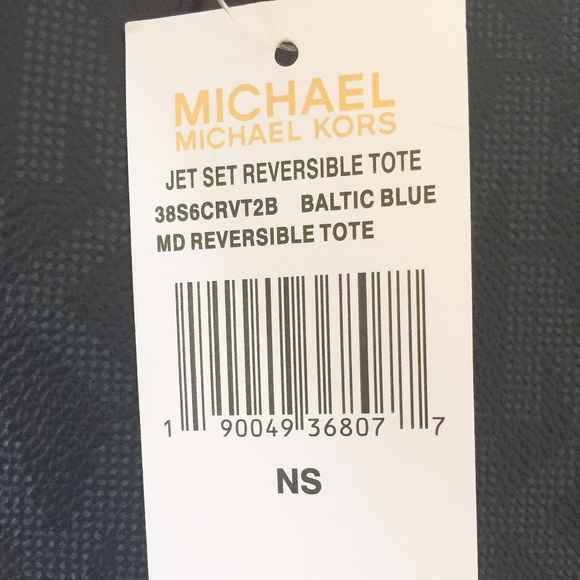 MICHAEL
MICHAEL KORS
JET SET REVERSIBLE TOTE
38S6CRVT2B BALTIC BLUE
MD REVERSIBLE TOTE
1 90049 36807 7
NS